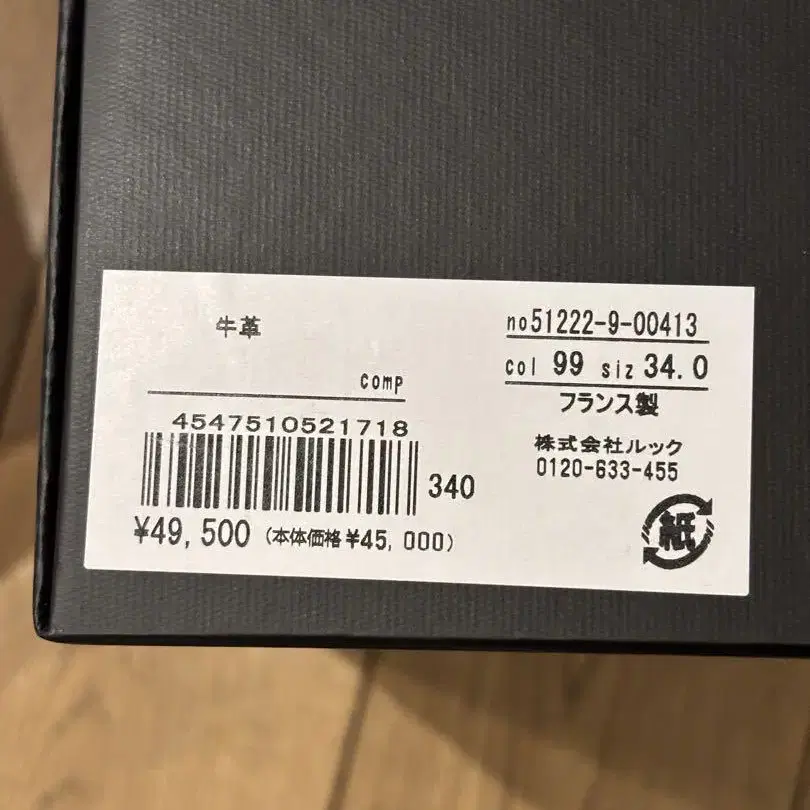 牛革
comp
4547510521718
340
¥49,500 (本体価格¥45,000)
no51222-9-00413
col 99 siz 34.0
フランス製
株式会社ルック
0120-633-455
紙